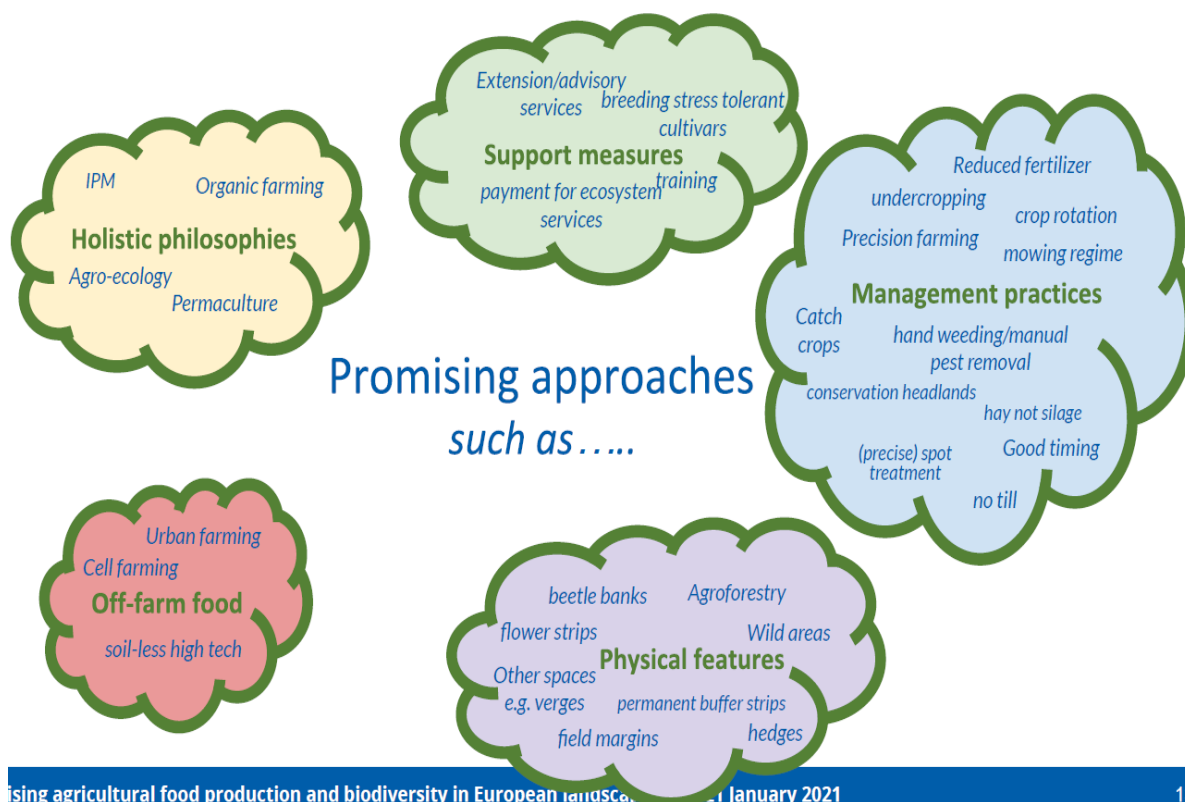 Extension/advisory
services
breeding stress tolerant
cultivars
Support measures
training
payment for ecosystem
services
IPM
Organic farming
Holistic philosophies
Agro-ecology
Permaculture
Reduced fertilizer
undercropping
crop rotation
Precision farming
mowing regime
Management practices
Catch
crops
hand weeding/manual
pest removal
conservation headlands
hay not silage
(precise) spot
treatment
Good timing
no till
Promising approaches
such as…..
Urban farming
Cell farming
Off-farm food
soil-less high tech
beetle banks
Agroforestry
flower strips
Wild areas
Physical features
Other spaces
e.g. verges
permanent buffer strips
field margins
hedges
ising agricultural food production and biodiversity in European January 2021
1